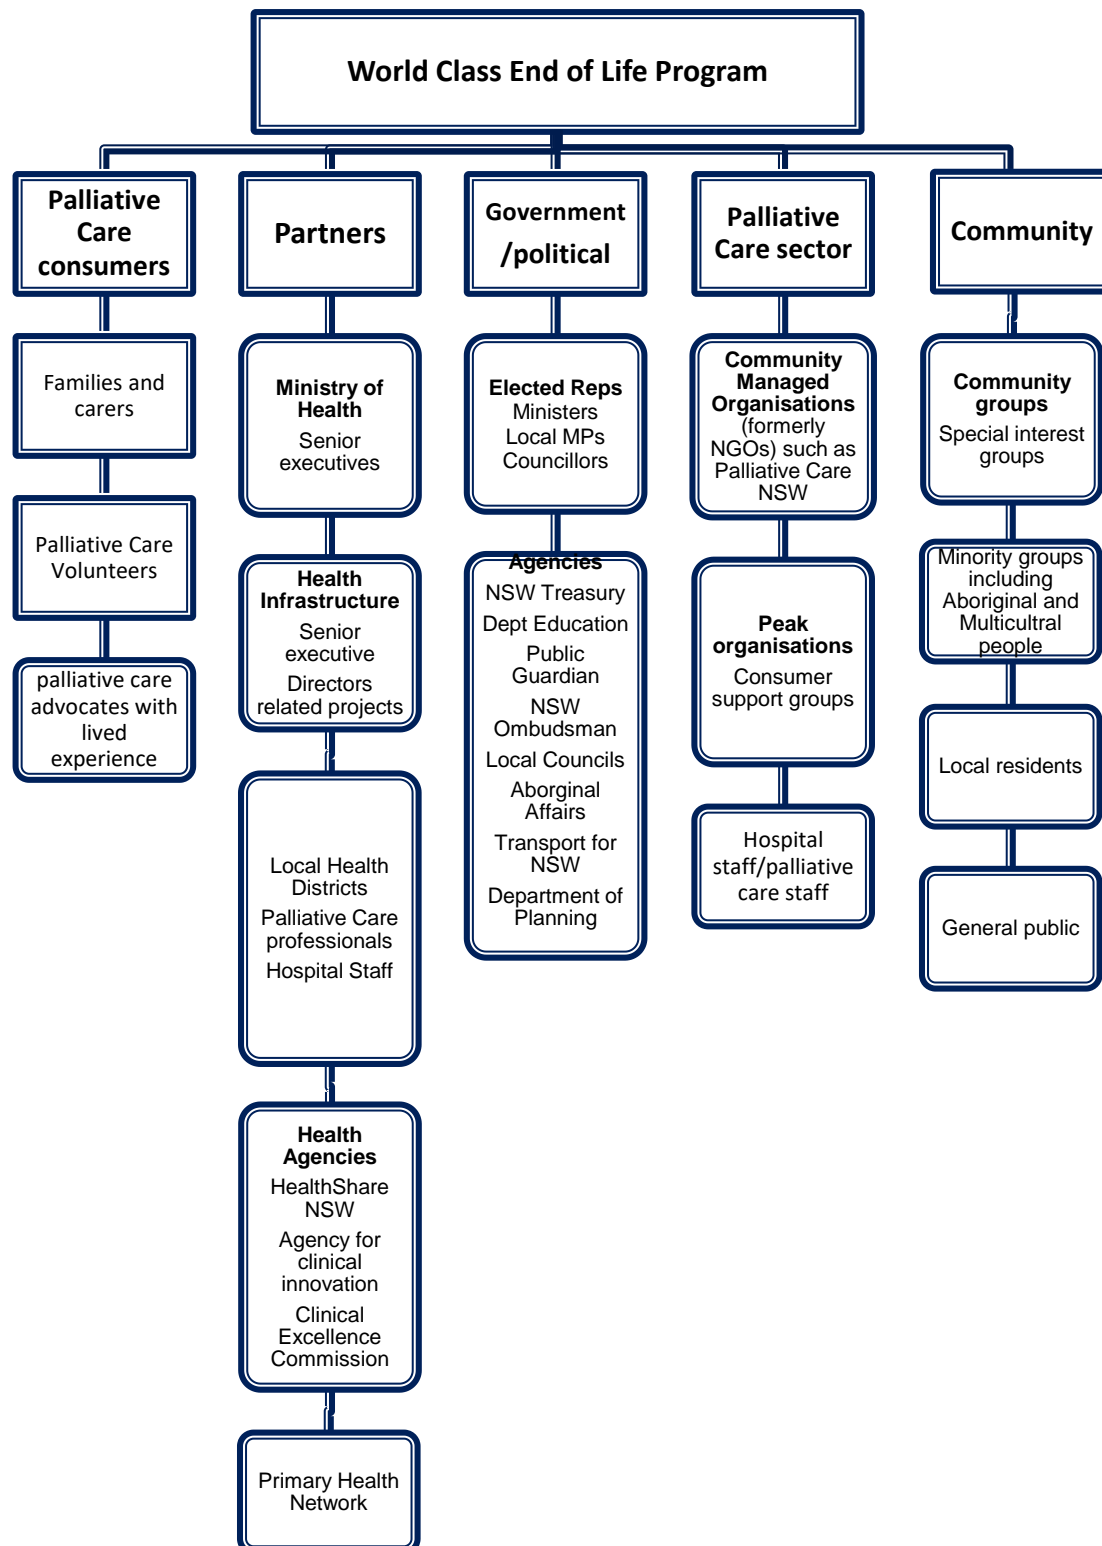 World Class End of Life Program
Palliative
Care
consumers
Families and
carers
Palliative Care
Volunteers
palliative care
advocates with
lived
experience
Partners
Ministry of
Health
Senior
executives
Health
Infrastructure
Senior
executive
Directors
related projects
Local Health
Districts
Palliative Care
professionals
Hospital Staff
Health
Agencies
HealthShare
NSW
Agency for
clinical
innovation
Clinical
Excellence
Commission
Primary Health
Network
Government
/political
Elected Reps
Ministers
Local MPs
Councillors
Agencies
NSW Treasury
Dept Education
Public
Guardian
NSW
Ombudsman
Local Councils
Aborginal
Affairs
Transport for
NSW
Department of
Planning
Palliative
Care sector
Community
Managed
Organisations
(formerly
NGOs) such as
Palliative Care
NSW
Peak
organisations
Consumer
support groups
Hospital
staff/palliative
care staff
Community
Community
groups
Special interest
groups
Minority groups
including
Aboriginal and
Multicultral
people
Local residents
General public